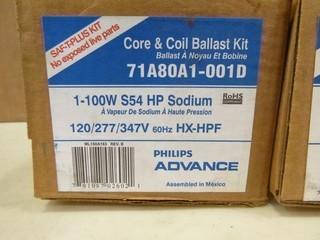 SAF-T-PLUS KIT
No exposed live parts
Core & Coil Ballast Kit
Ballast À Noyau Et Bobine
71A80A1-001D
1-100W S54 HP Sodium
À Vapeur De Sodium À Haute Pression
RoHS
120/277/347V 60Hz HX-HPF
PHILIPS
ADVANCE
Assembled in México